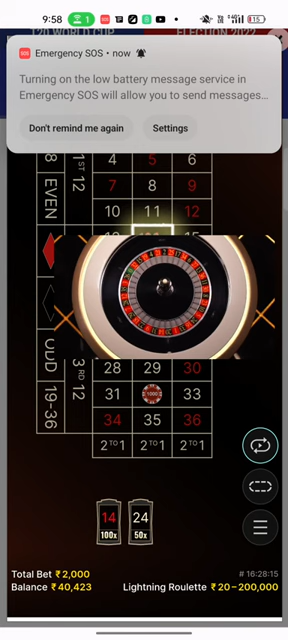 9:58
15
T20 WORLD CUP
ELECTION 2022
SOS
Emergency SOS • now
Turning on the low battery message service in
Emergency SOS will allow you to send messages...
Don't remind me again
Settings
1ST 12
4 5 6
EVEN
7 8 9
10 11 12
ODD
3RD 12
28 29 30
19-36
31 1000 33
34 35 36
2TO1 2TO1 2TO1
14 24
100x 50x
Total Bet ₹2,000
# 16:28:15
Balance ₹40,423
Lightning Roulette ₹20–200,000